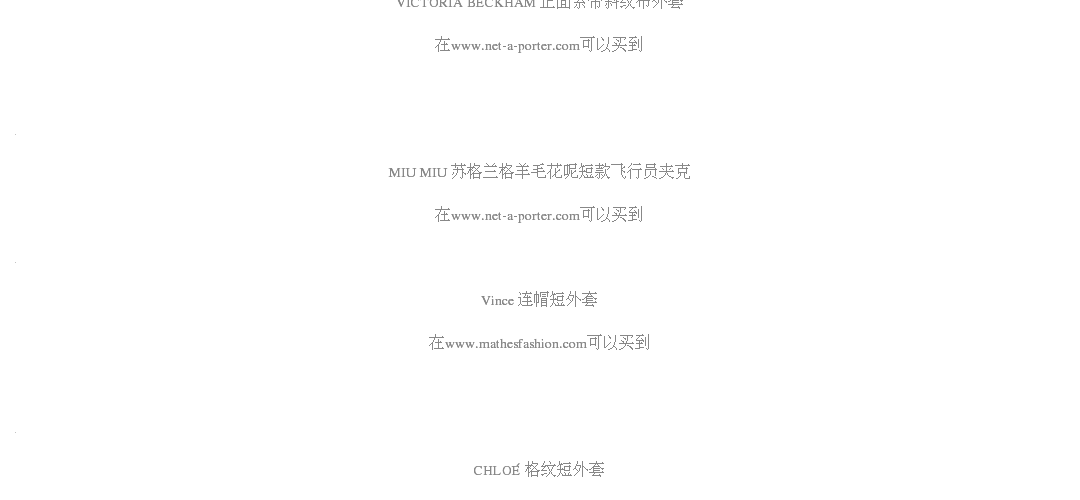 VICTORIA BECKHAM 正面系带斜纹布外套
在www.net-a-porter.com可以买到
MIU MIU 苏格兰格羊毛花呢短款飞行员夹克
在www.net-a-porter.com可以买到
Vince 连帽短外套
在www.mathesfashion.com可以买到
CHLOÉ 格纹短外套